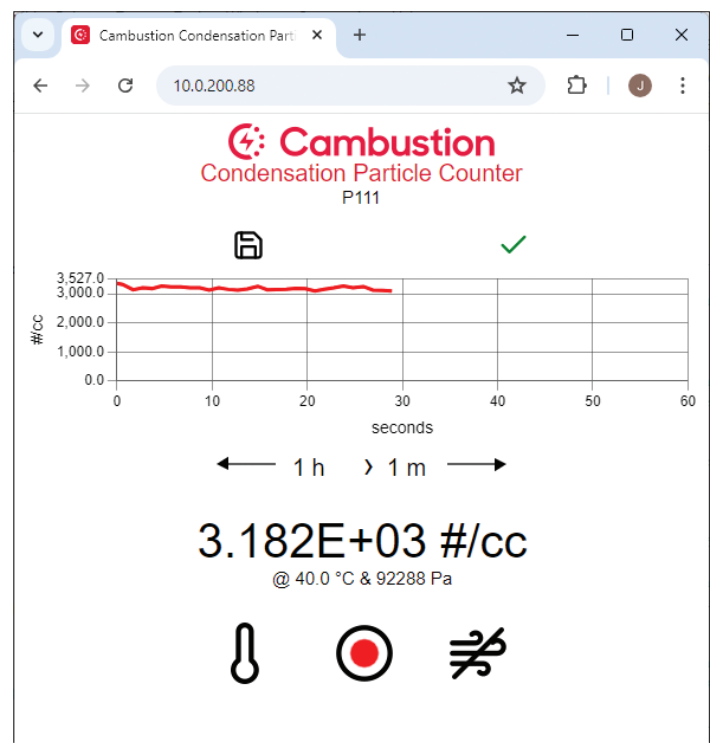 Cambustion Condensation Parti
10.0.200.88
J
Cambustion
Condensation Particle Counter
P111
3,527.0
3,000.0
2,000.0
1,000.0
0.0
#/cc
0 10 20 30 40 50 60
seconds
1 h › 1 m
3.182E+03 #/cc
@ 40.0 °C & 92288 Pa